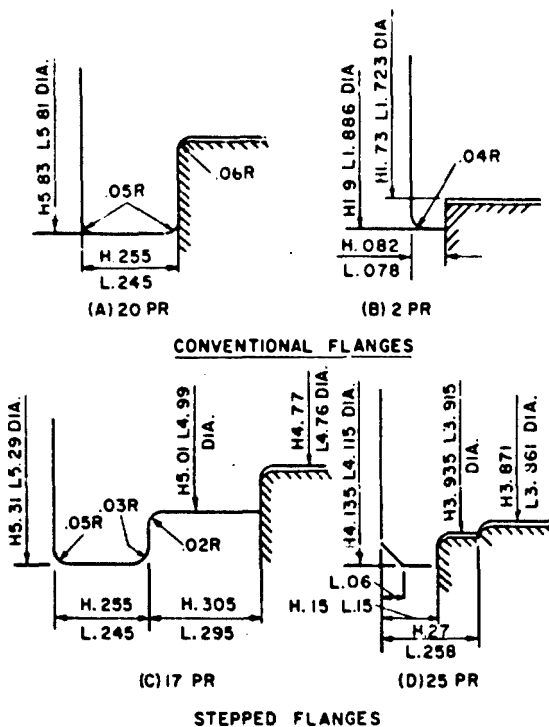 H5.83 L5.81 DIA.
.05R
.06R
H.255
L.245
(A) 20 PR
H1.9 L1.886 DIA.
H1.73 L1.723 DIA.
.04R
H.082
L.078
(B) 2 PR
CONVENTIONAL FLANGES
H5.31 L5.29 DIA.
H5.01 L4.99
DIA.
H4.77
L4.76 DIA.
.05R
.03R
.02R
H.255
L.245
H.305
L.295
(C) 17 PR
H4.135 L4.115 DIA.
H3.935 L3.915
DIA.
H3.871
L3.861 DIA.
L.06
H.15 L.15
H.27
L.258
(D) 25 PR
STEPPED FLANGES